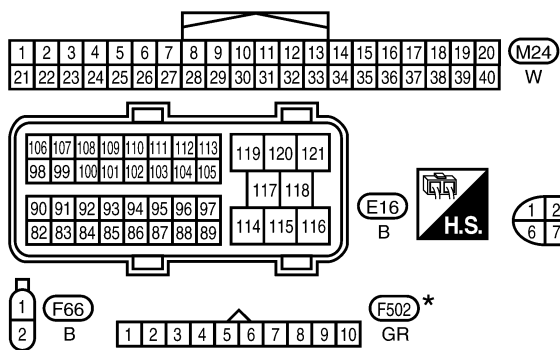 1 2 3 4 5 6 7 8 9 10 11 12 13 14 15 16 17 18 19 20 M24
21 22 23 24 25 26 27 28 29 30 31 32 33 34 35 36 37 38 39 40 W
106 107 108 109 110 111 112 113 119 120 121
98 99 100 101 102 103 104 105
117 118
90 91 92 93 94 95 96 97 E16
82 83 84 85 86 87 88 89 114 115 116 B
H.S.
1 2
6 7
1 F66
2 B
1 2 3 4 5 6 7 8 9 10
F502 *
GR